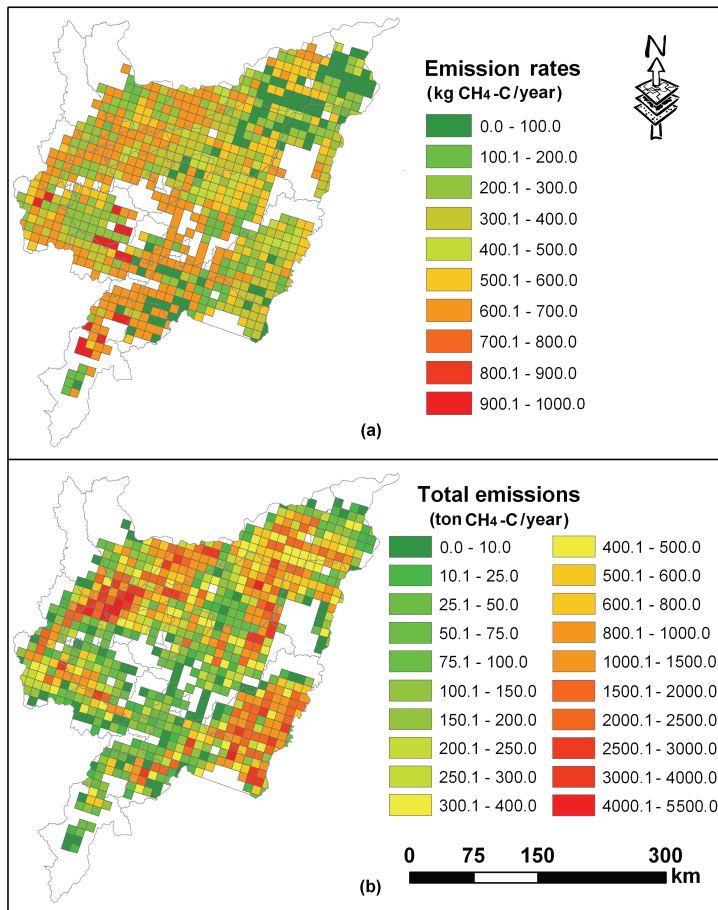 N
Emission rates
(kg CH4-C/year)
0.0 - 100.0
100.1 - 200.0
200.1 - 300.0
300.1 - 400.0
400.1 - 500.0
500.1 - 600.0
600.1 - 700.0
700.1 - 800.0
800.1 - 900.0
900.1 - 1000.0
(a)
Total emissions
(ton CH4-C/year)
0.0 - 10.0
10.1 - 25.0
25.1 - 50.0
50.1 - 75.0
75.1 - 100.0
100.1 - 150.0
150.1 - 200.0
200.1 - 250.0
250.1 - 300.0
300.1 - 400.0
400.1 - 500.0
500.1 - 600.0
600.1 - 800.0
800.1 - 1000.0
1000.1 - 1500.0
1500.1 - 2000.0
2000.1 - 2500.0
2500.1 - 3000.0
3000.1 - 4000.0
4000.1 - 5500.0
0 75 150 300
km
(b)